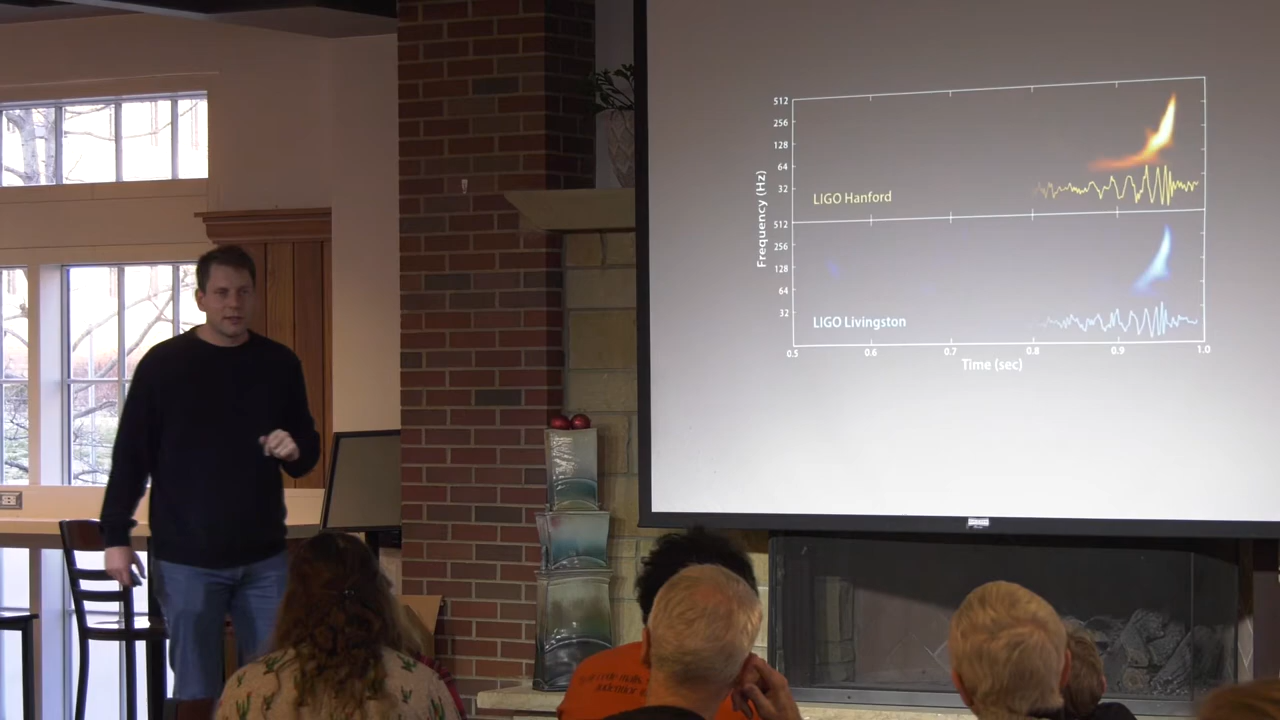 512
256
128
64
32
LIGO Hanford
512
256
128
64
32
LIGO Livingston
Frequency (Hz)
0.5 0.6 0.7 0.8 0.9 1.0
Time (sec)